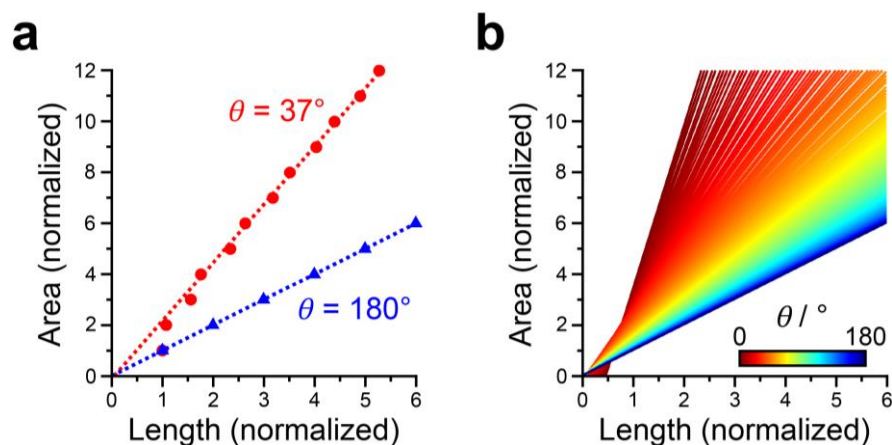 a
12
10
8
6
4
2
0
Area (normalized)
θ = 37°
θ = 180°
0 1 2 3 4 5 6
Length (normalized)
b
12
10
8
6
4
2
0
Area (normalized)
θ / °
0 180
0 1 2 3 4 5 6
Length (normalized)